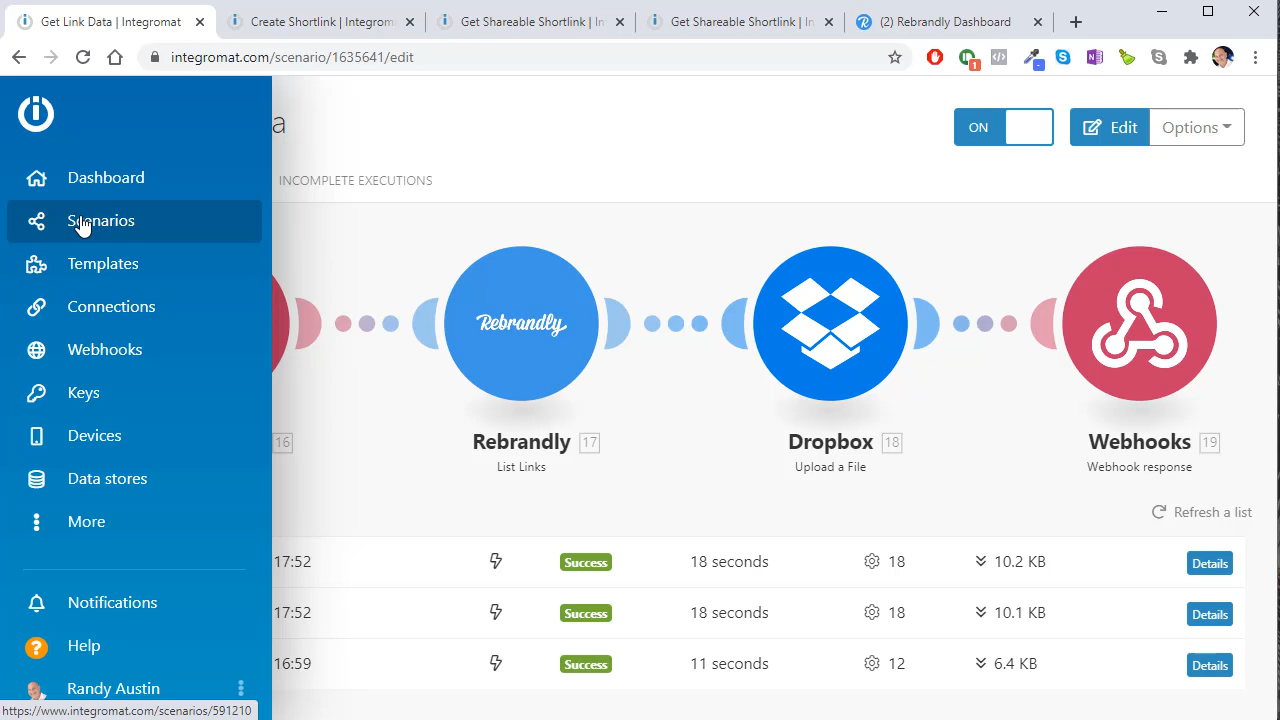 Get Link Data | Integromat
Create Shortlink | Integrom
Get Shareable Shortlink | In
Get Shareable Shortlink | In
(2) Rebrandly Dashboard
integromat.com/scenario/1635641/edit
1
a
ON
Edit
Options
Dashboard
Scenarios
Templates
Connections
Webhooks
Keys
Devices
Data stores
More
Notifications
Help
Randy Austin
https://www.integromat.com/scenarios/591210
INCOMPLETE EXECUTIONS
Rebrandly
16
Rebrandly 17
List Links
Dropbox 18
Upload a File
Webhooks 19
Webhook response
Refresh a list
17:52 Success 18 seconds 18 10.2 KB Details
17:52 Success 18 seconds 18 10.1 KB Details
16:59 Success 11 seconds 12 6.4 KB Details